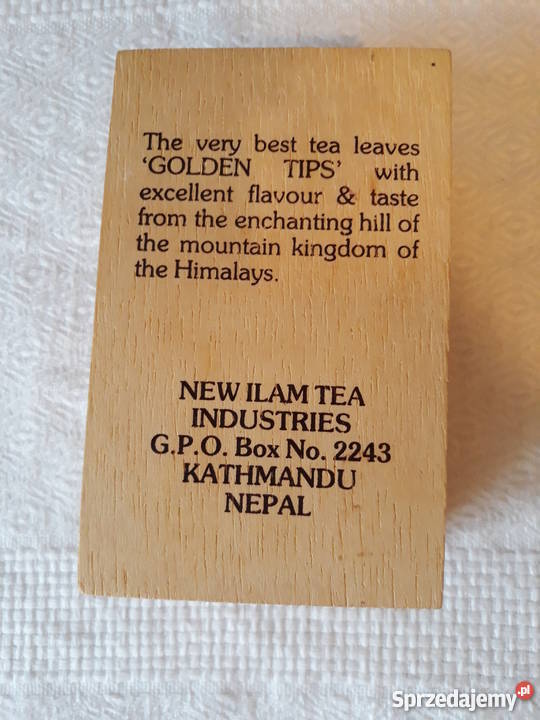 The very best tea leaves
‘GOLDEN TIPS’ with
excellent flavour & taste
from the enchanting hill of
the mountain kingdom of
the Himalays.
NEW ILAM TEA
INDUSTRIES
G.P.O. Box No. 2243
KATHMANDU
NEPAL
Sprzedajemy.pl